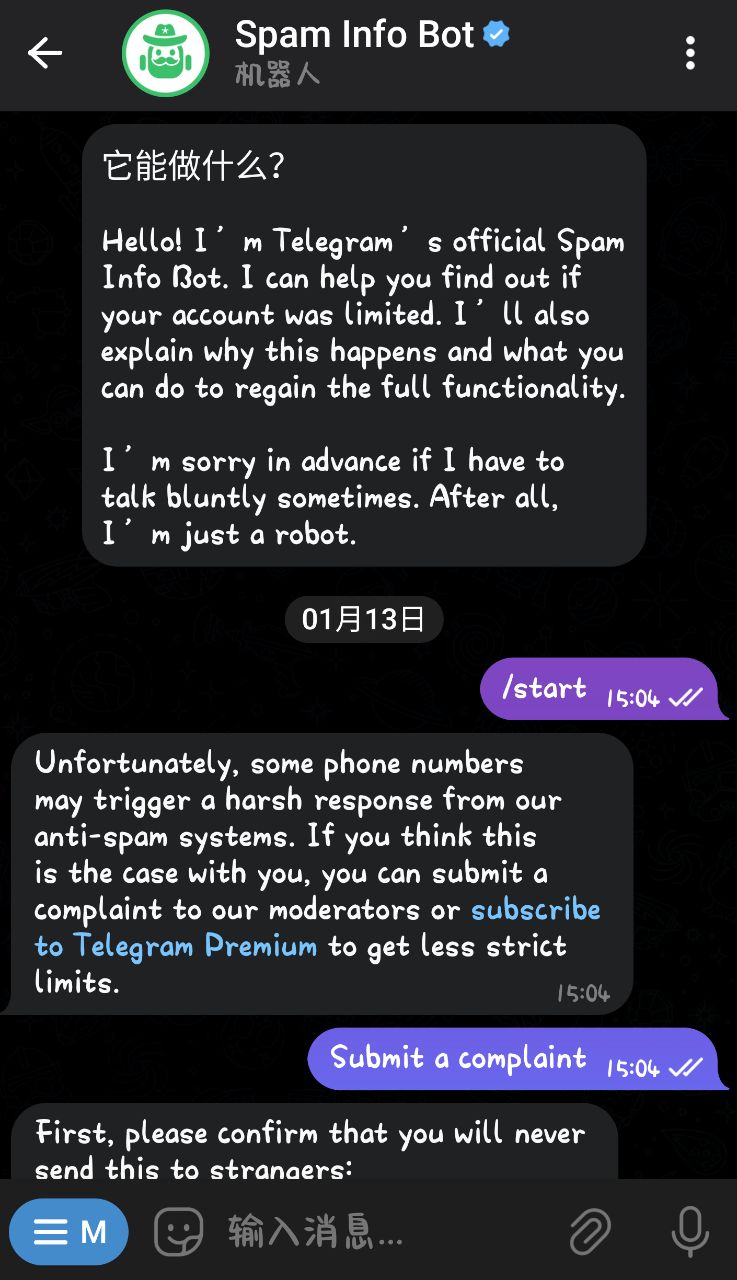 Spam Info Bot
机器人
它能做什么？
Hello! I’m Telegram’s official Spam
Info Bot. I can help you find out if
your account was limited. I’ll also
explain why this happens and what you
can do to regain the full functionality.
I’m sorry in advance if I have to
talk bluntly sometimes. After all,
I’m just a robot.
01月13日
/start 15:04
Unfortunately, some phone numbers
may trigger a harsh response from our
anti-spam systems. If you think this
is the case with you, you can submit a
complaint to our moderators or subscribe
to Telegram Premium to get less strict
limits.
15:04
Submit a complaint 15:04
First, please confirm that you will never
send this to strangers:
M
输入消息...